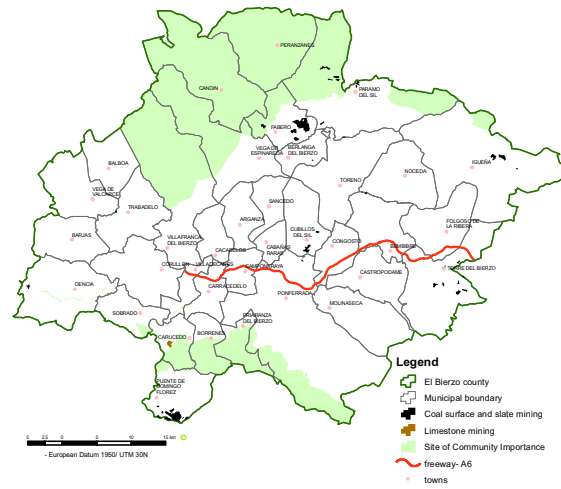 PERANZANES
CANDIN
PARAMO
DEL SIL
FABERO
VEGA DE
ESPINAREDA
BERLANGA
DEL BIERZO
IGUEÑA
BALBOA
NOCEDA
TORENO
VEGA DE
VALCARCE
TRABADELO
SANCEDO
ARGANZA
FOLGOSO DE
LA RIBERA
CUBILLOS
DEL SIL
BARJAS
VILLAFRANCA
DEL BIERZO
CONGOSTO
BEMBIBRE
CACABELOS
CABAÑAS
RARAS
CORULLON
VILLADECANES
CAMPONARAYA
TORRE DEL BIERZO
CASTROPODAME
OENCIA
CARRACEDELO
PONFERRADA
MOLINASECA
SOBRADO
PRIARANZA
DEL BIERZO
CARUCEDO
BORRENES
PUENTE DE
DOMINGO
FLOREZ
Legend
El Bierzo county
Municipal boundary
Coal surface and slate mining
Limestone mining
Site of Community Importance
freeway- A6
towns
5 2,5 0 5 10 15 km
- European Datum 1950/ UTM 30N